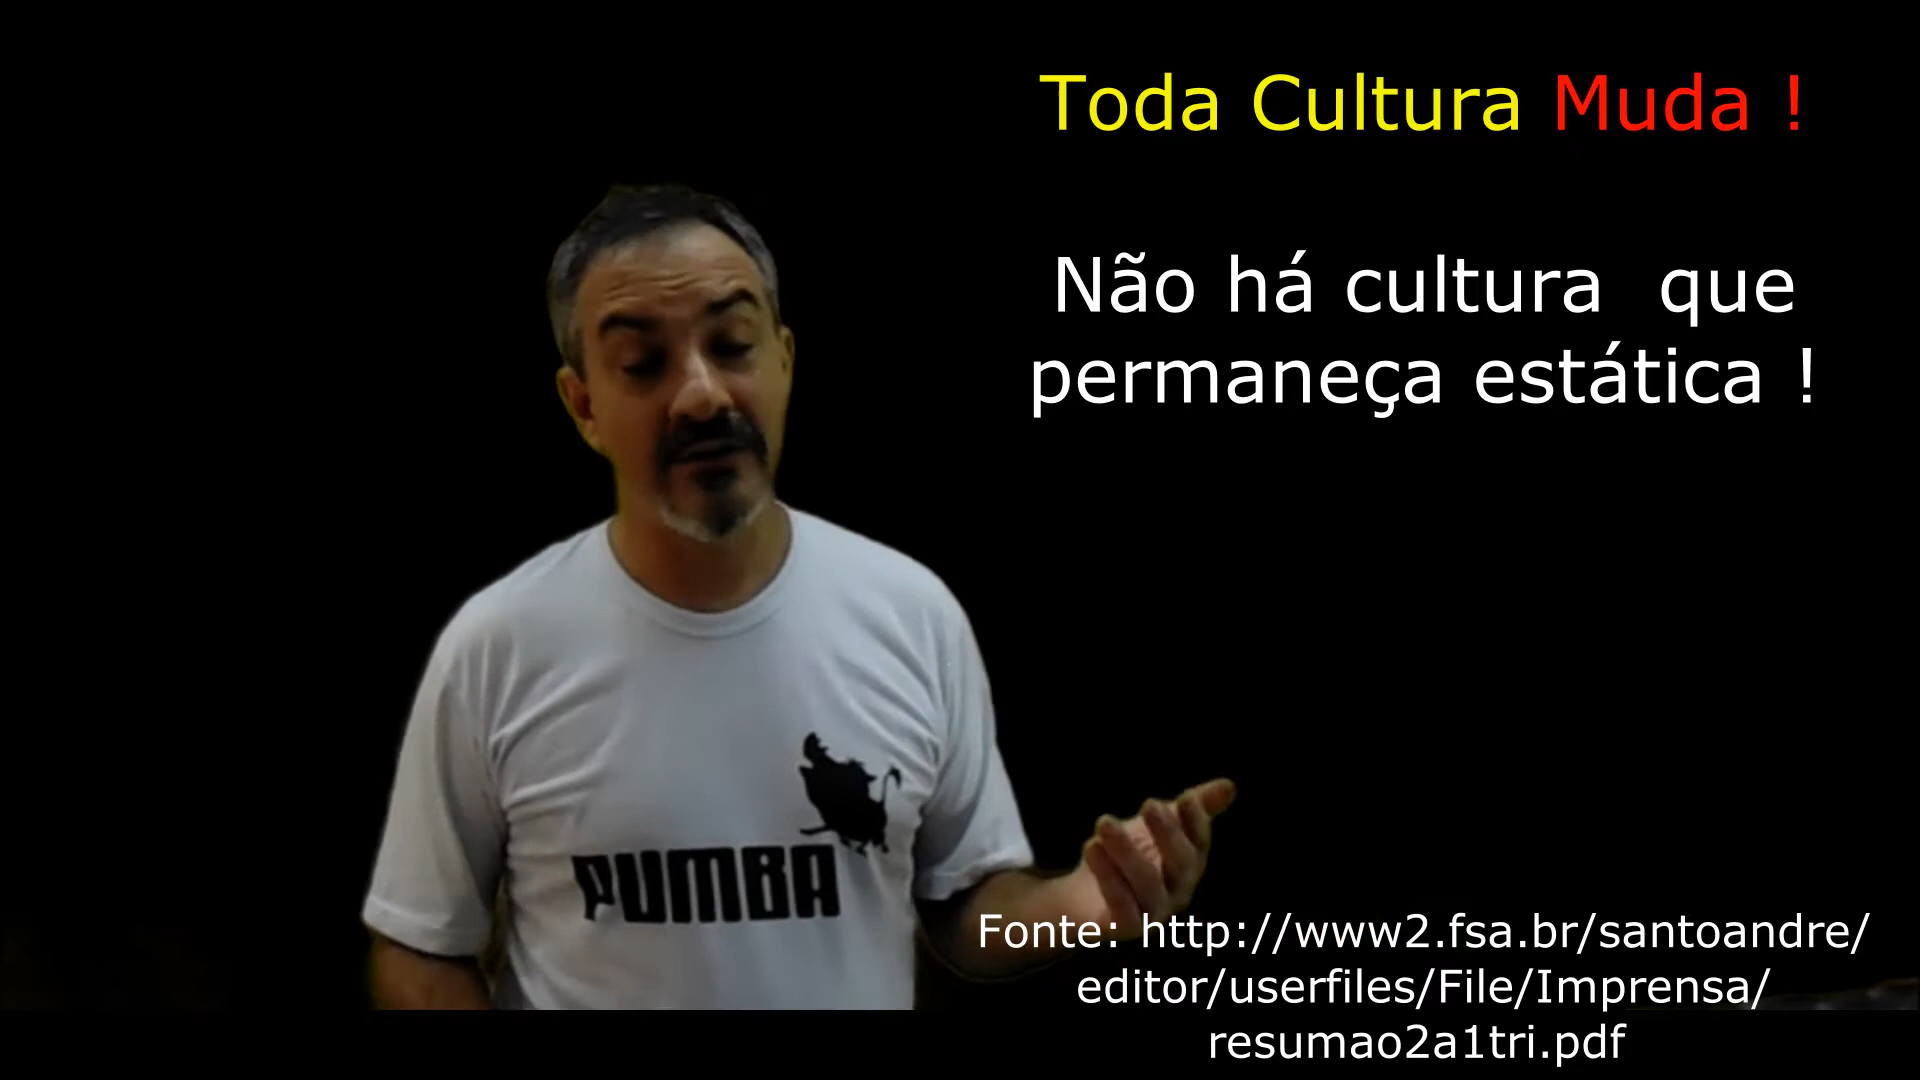 Toda Cultura Muda !
Não há cultura  que
permaneça estática !
PUMBA
Fonte: http://www2.fsa.br/santoandre/
editor/userfiles/File/Imprensa/
resumao2a1tri.pdf